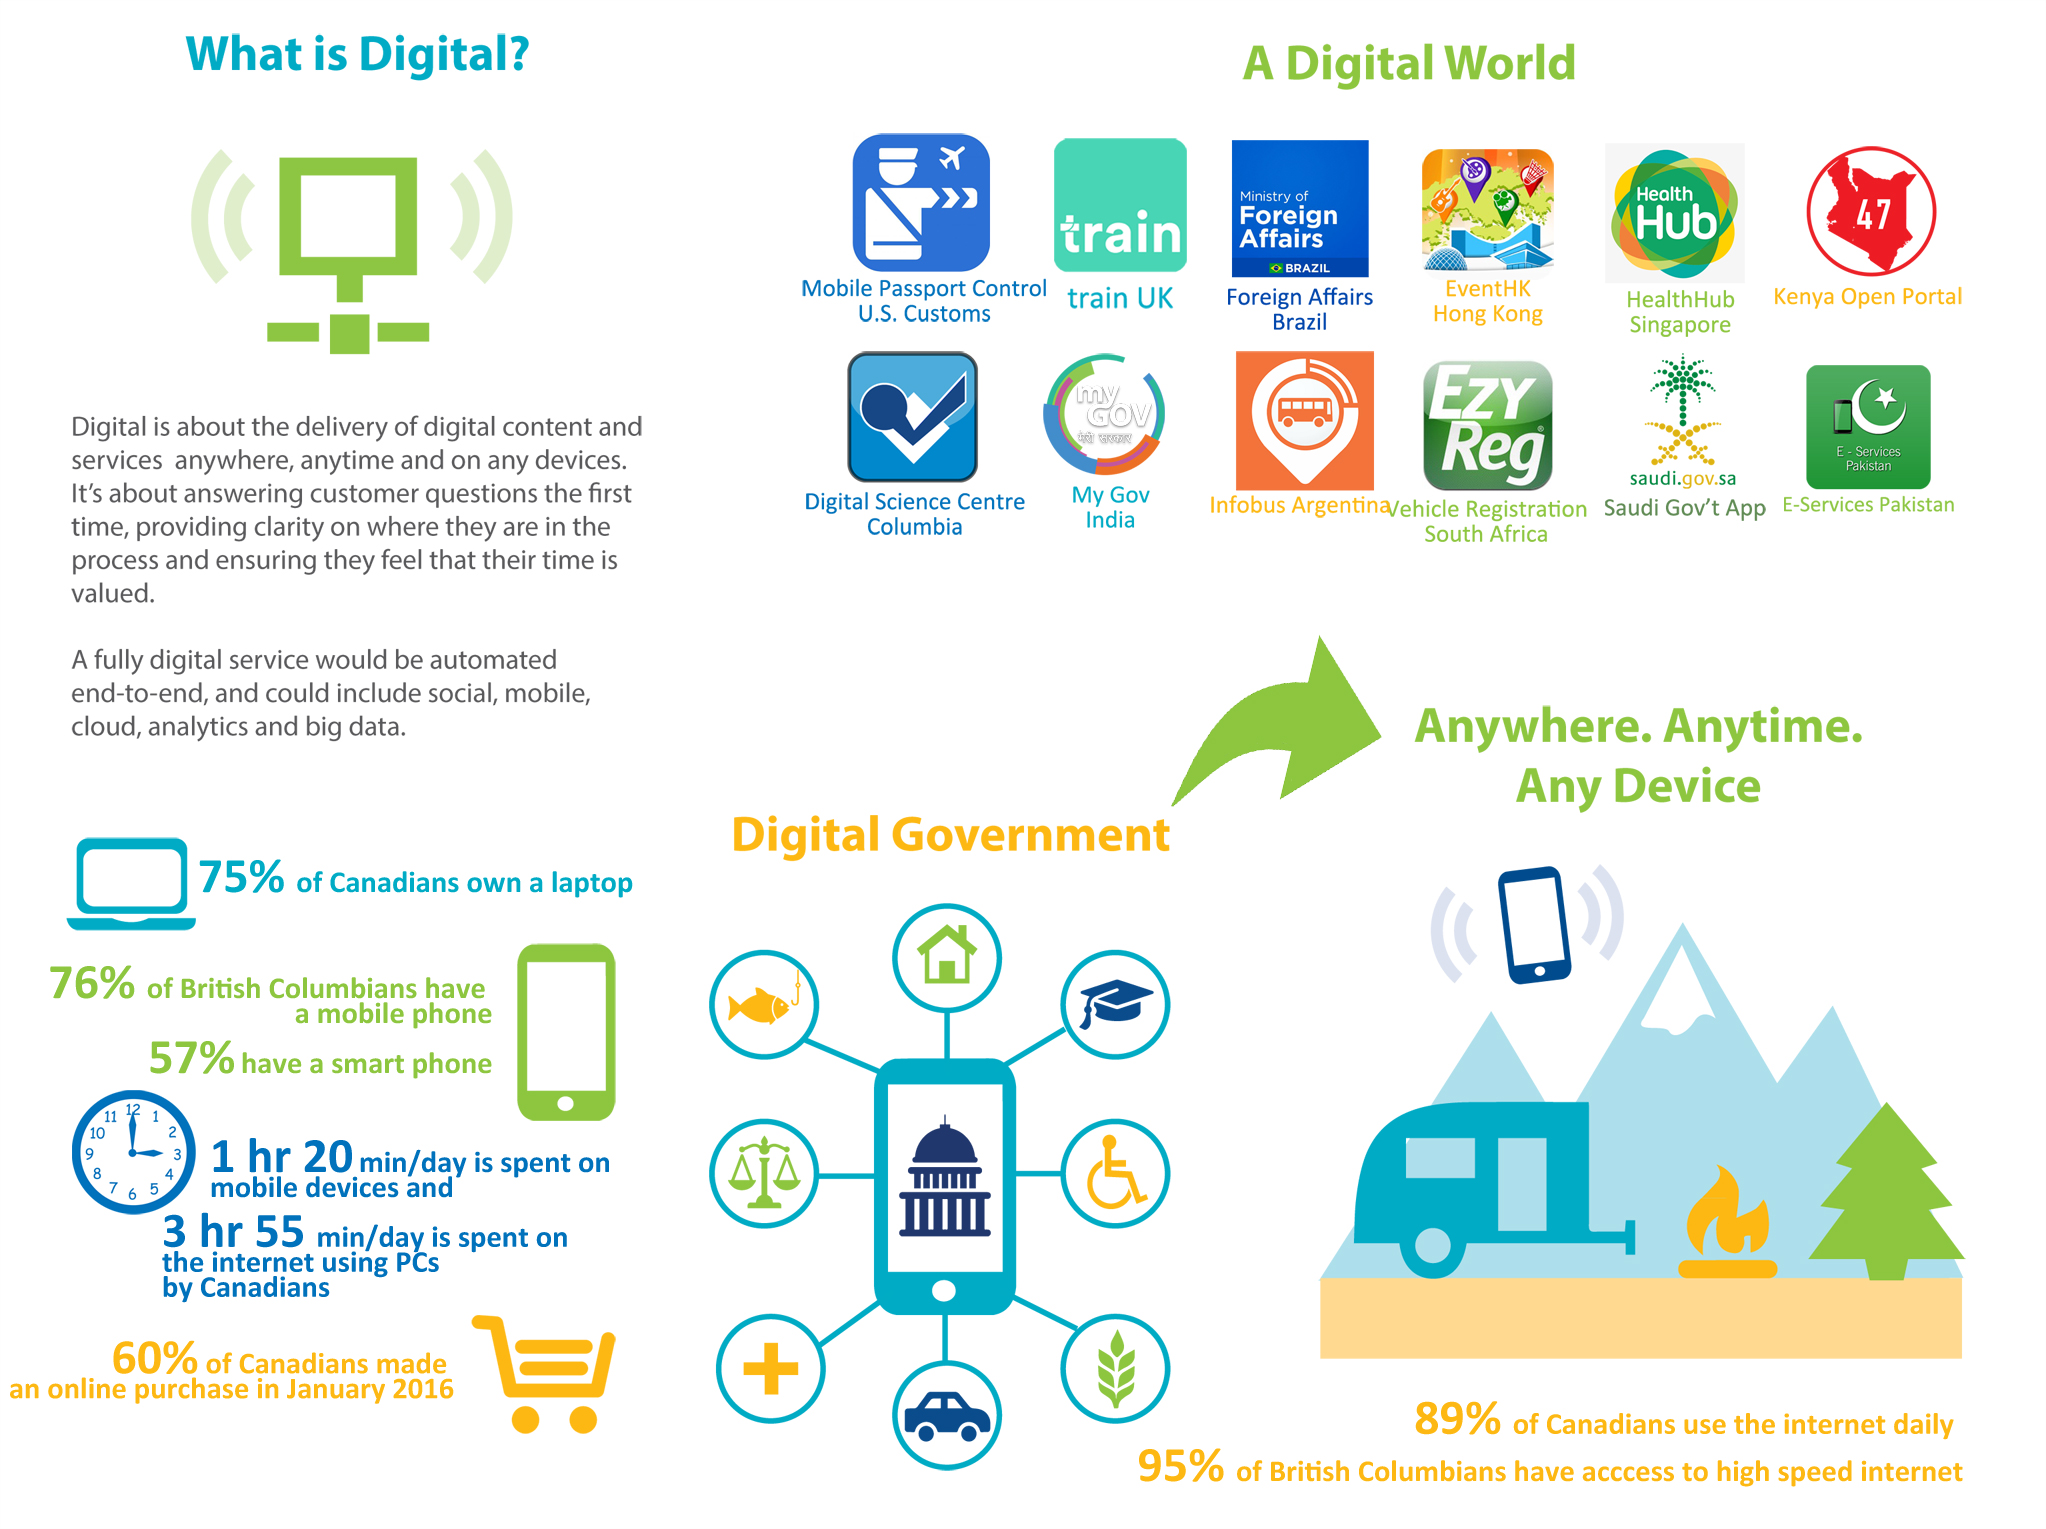 What is Digital?
Digital is about the delivery of digital content and
services anywhere, anytime and on any devices.
It's about answering customer questions the first
time, providing clarity on where they are in the
process and ensuring they feel that their time is
valued.
A fully digital service would be automated
end-to-end, and could include social, mobile,
cloud, analytics and big data.
A Digital World
Mobile Passport Control
U.S. Customs
train
train UK
Ministry of
Foreign
Affairs
BRAZIL
Foreign Affairs
Brazil
EventHK
Hong Kong
Health
Hub
HealthHub
Singapore
47
Kenya Open Portal
Digital Science Centre
Columbia
my
GOV
मेरी सरकार
My Gov
India
Infobus Argentina
EZY
Reg
Vehicle Registration
South Africa
saudi.gov.sa
Saudi Gov't App
E - Services
Pakistan
E-Services Pakistan
75% of Canadians own a laptop
76% of British Columbians have
a mobile phone
57% have a smart phone
12
1
2
3
4
5
6
7
8
9
10
11
1 hr 20 min/day is spent on
mobile devices and
3 hr 55 min/day is spent on
the internet using PCs
by Canadians
60% of Canadians made
an online purchase in January 2016
Digital Government
Anywhere. Anytime.
Any Device
89% of Canadians use the internet daily
95% of British Columbians have acccess to high speed internet